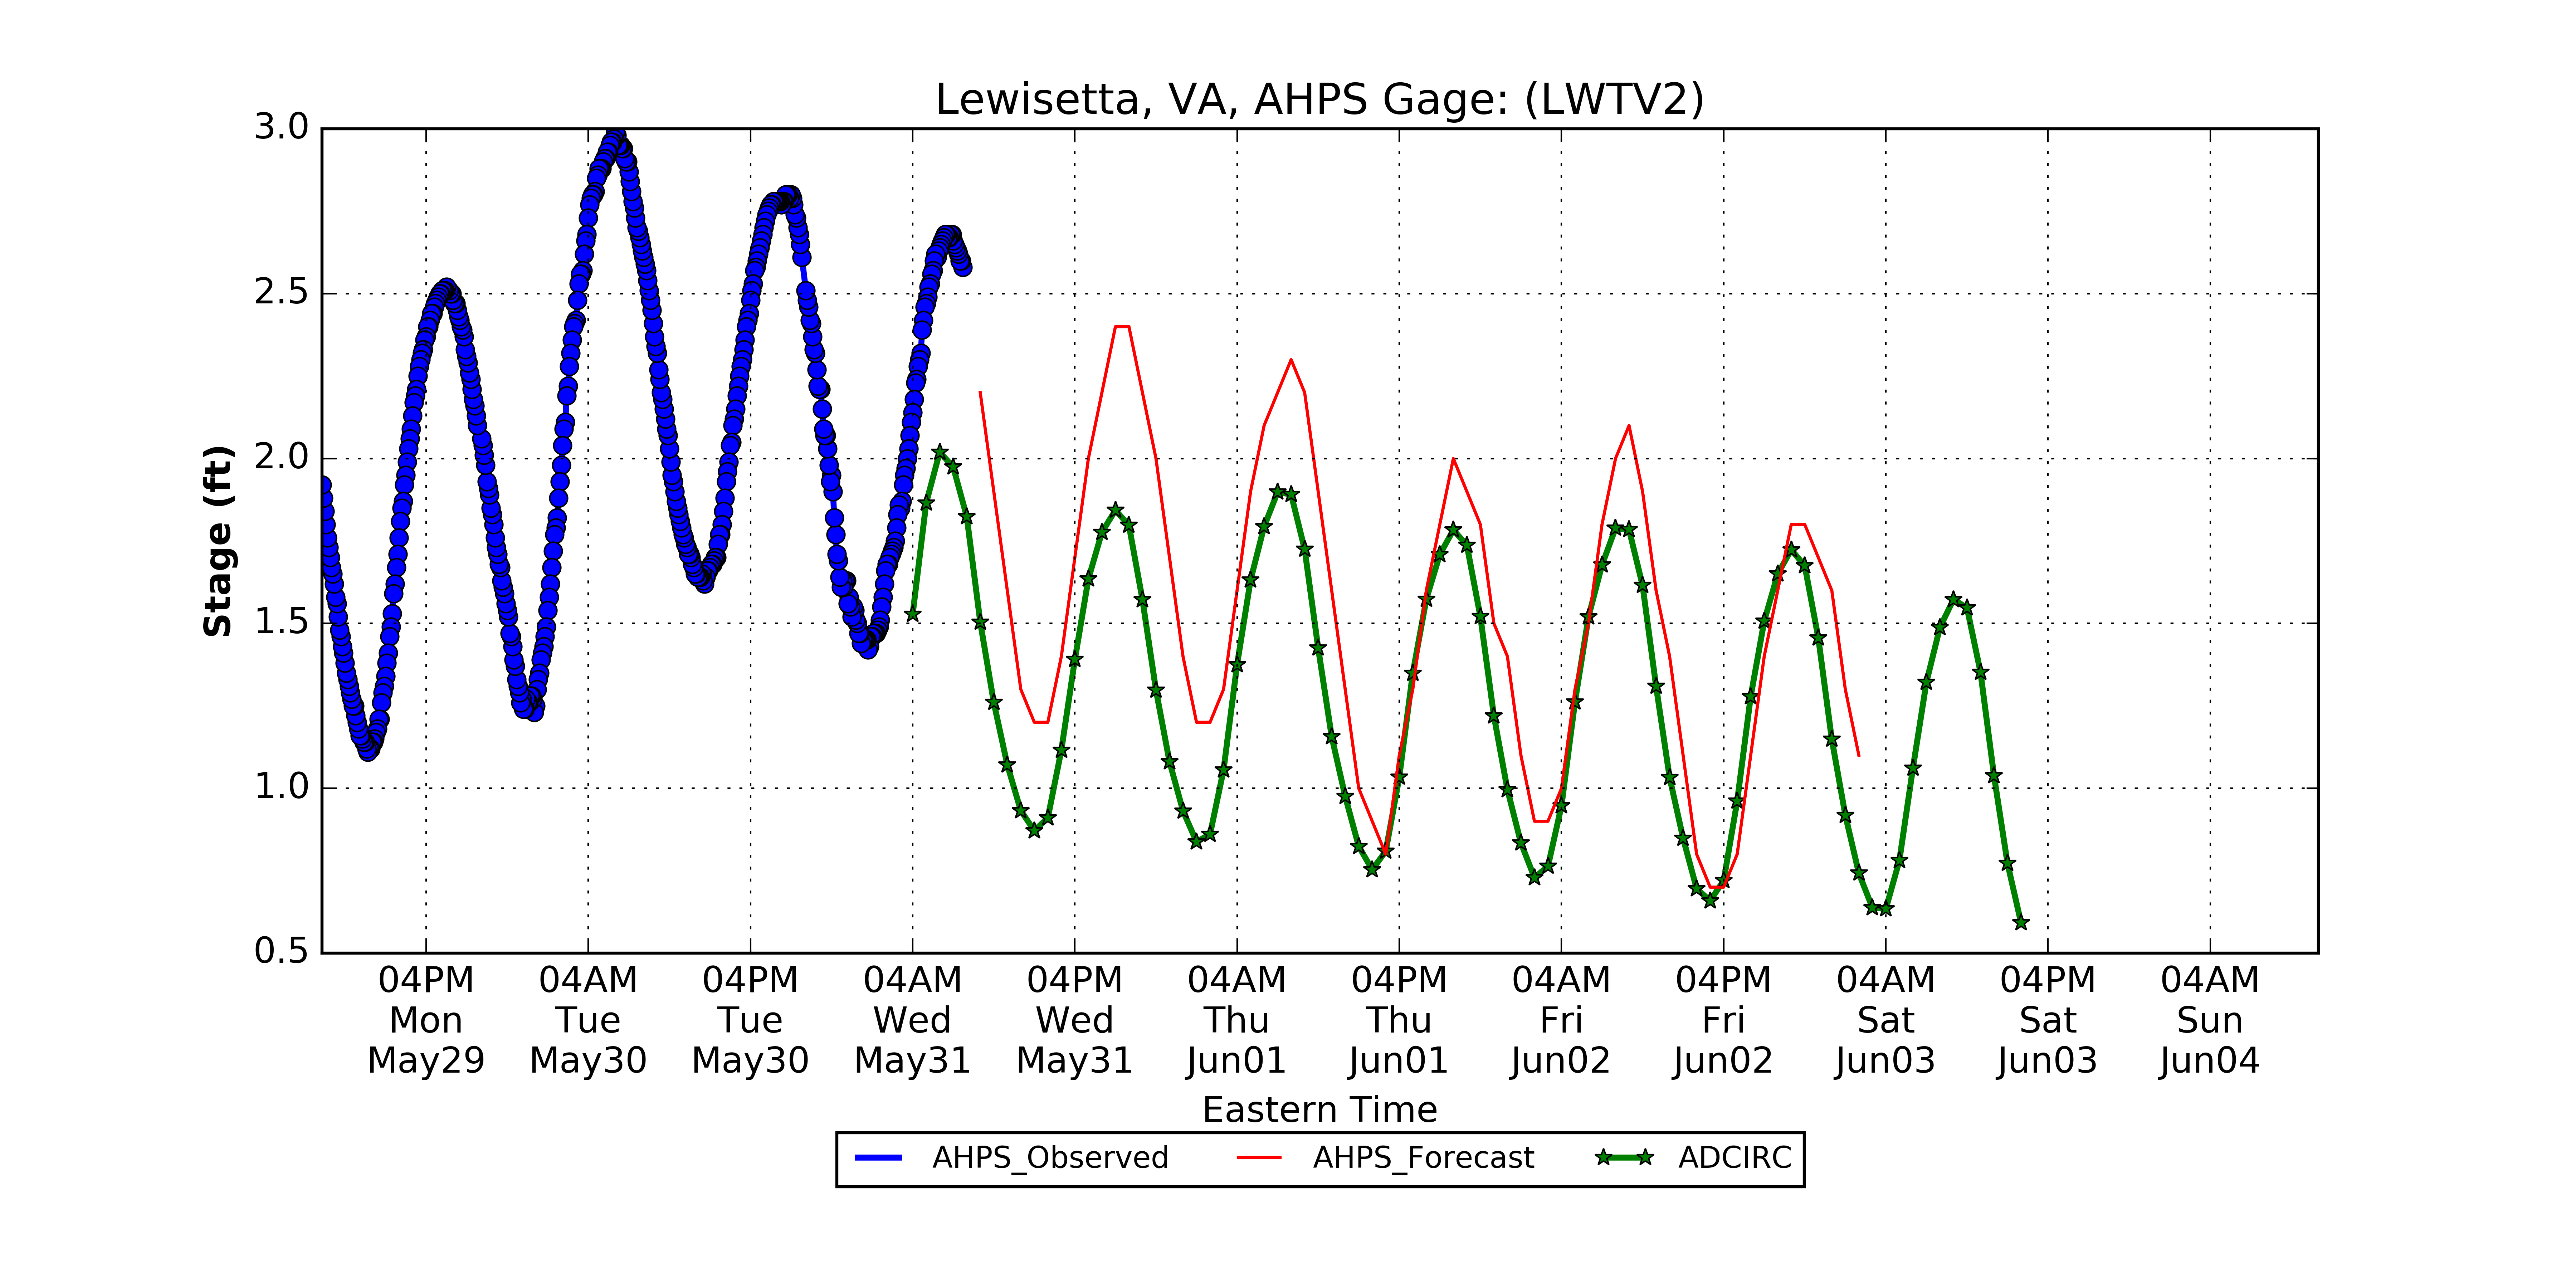 Lewisetta, VA, AHPS Gage: (LWTV2)
3.0
2.5
2.0
1.5
1.0
0.5
Stage (ft)
04PM 04AM 04PM 04AM 04PM 04AM 04PM 04AM 04PM 04AM 04PM 04AM
Mon Tue Tue Wed Wed Thu Thu Fri Fri Sat Sat Sun
May29 May30 May30 May31 May31 Jun01 Jun01 Jun02 Jun02 Jun03 Jun03 Jun04
Eastern Time
AHPS_Observed AHPS_Forecast ADCIRC